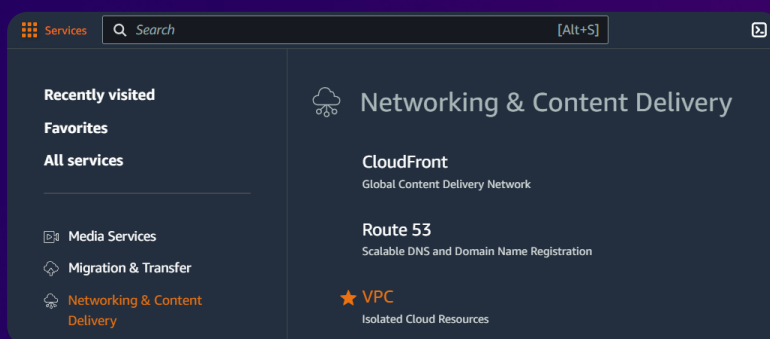 Services
Search [Alt+S]
Recently visited
Favorites
All services
Media Services
Migration & Transfer
Networking & Content
Delivery
Networking & Content Delivery
CloudFront
Global Content Delivery Network
Route 53
Scalable DNS and Domain Name Registration
VPC
Isolated Cloud Resources